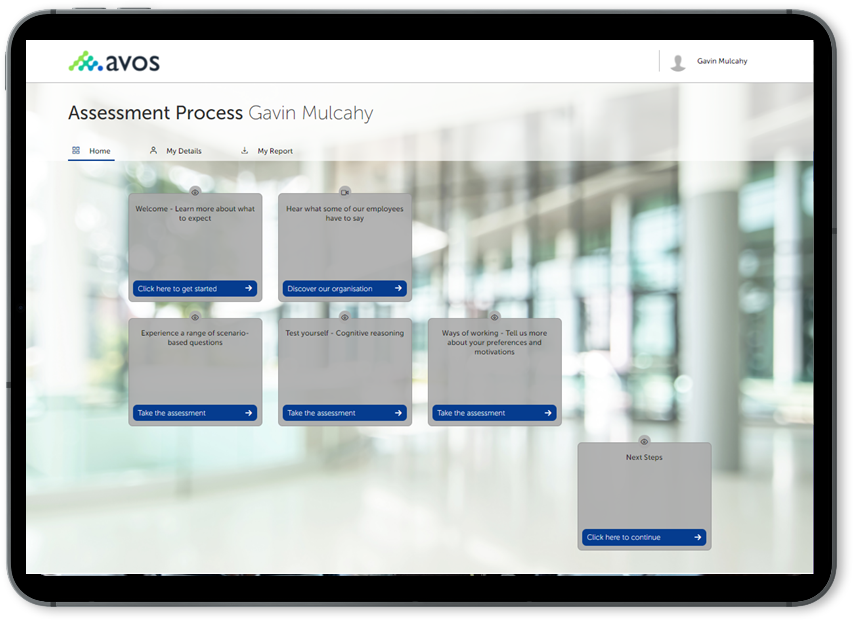 avos
Gavin Mulcahy
Assessment Process Gavin Mulcahy
Home
My Details
My Report
Welcome - Learn more about what
to expect
Click here to get started
Hear what some of our employees
have to say
Discover our organisation
Experience a range of scenario-
based questions
Take the assessment
Test yourself - Cognitive reasoning
Take the assessment
Ways of working - Tell us more
about your preferences and
motivations
Take the assessment
Next Steps
Click here to continue